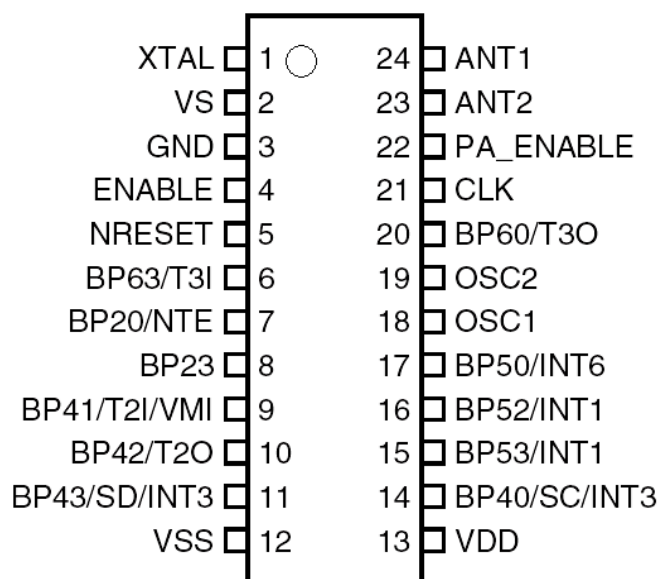 XTAL 1 24 ANT1
VS 2 23 ANT2
GND 3 22 PA_ENABLE
ENABLE 4 21 CLK
NRESET 5 20 BP60/T3O
BP63/T3I 6 19 OSC2
BP20/NTE 7 18 OSC1
BP23 8 17 BP50/INT6
BP41/T2I/VMI 9 16 BP52/INT1
BP42/T2O 10 15 BP53/INT1
BP43/SD/INT3 11 14 BP40/SC/INT3
VSS 12 13 VDD